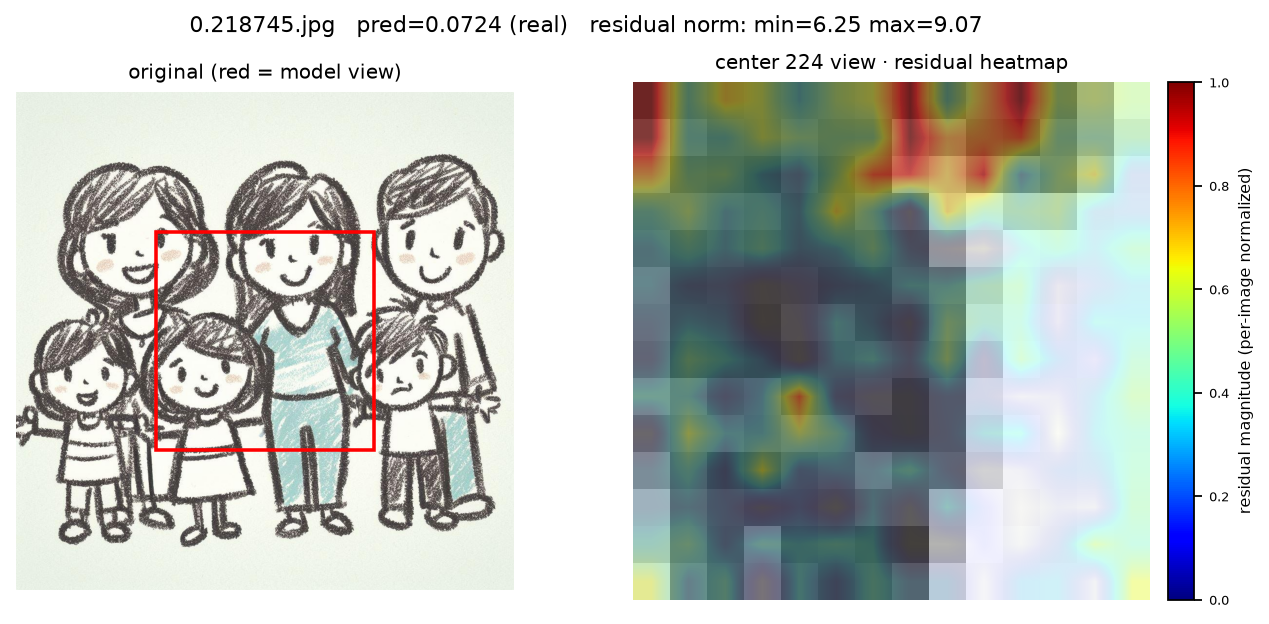 0.218745.jpg   pred=0.0724 (real)   residual norm: min=6.25 max=9.07
original (red = model view)
center 224 view · residual heatmap
1.0
0.8
0.6
0.4
0.2
0.0
residual magnitude (per-image normalized)